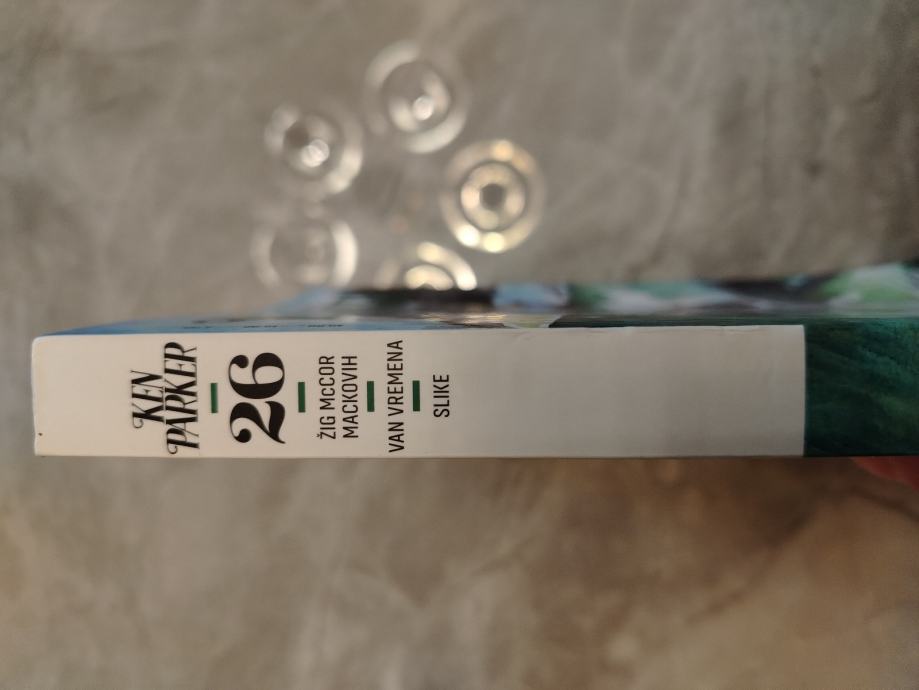 KEN
PARKER
26
ŽIG McCOR
MACKOVIH
VAN VREMENA
SLIKE